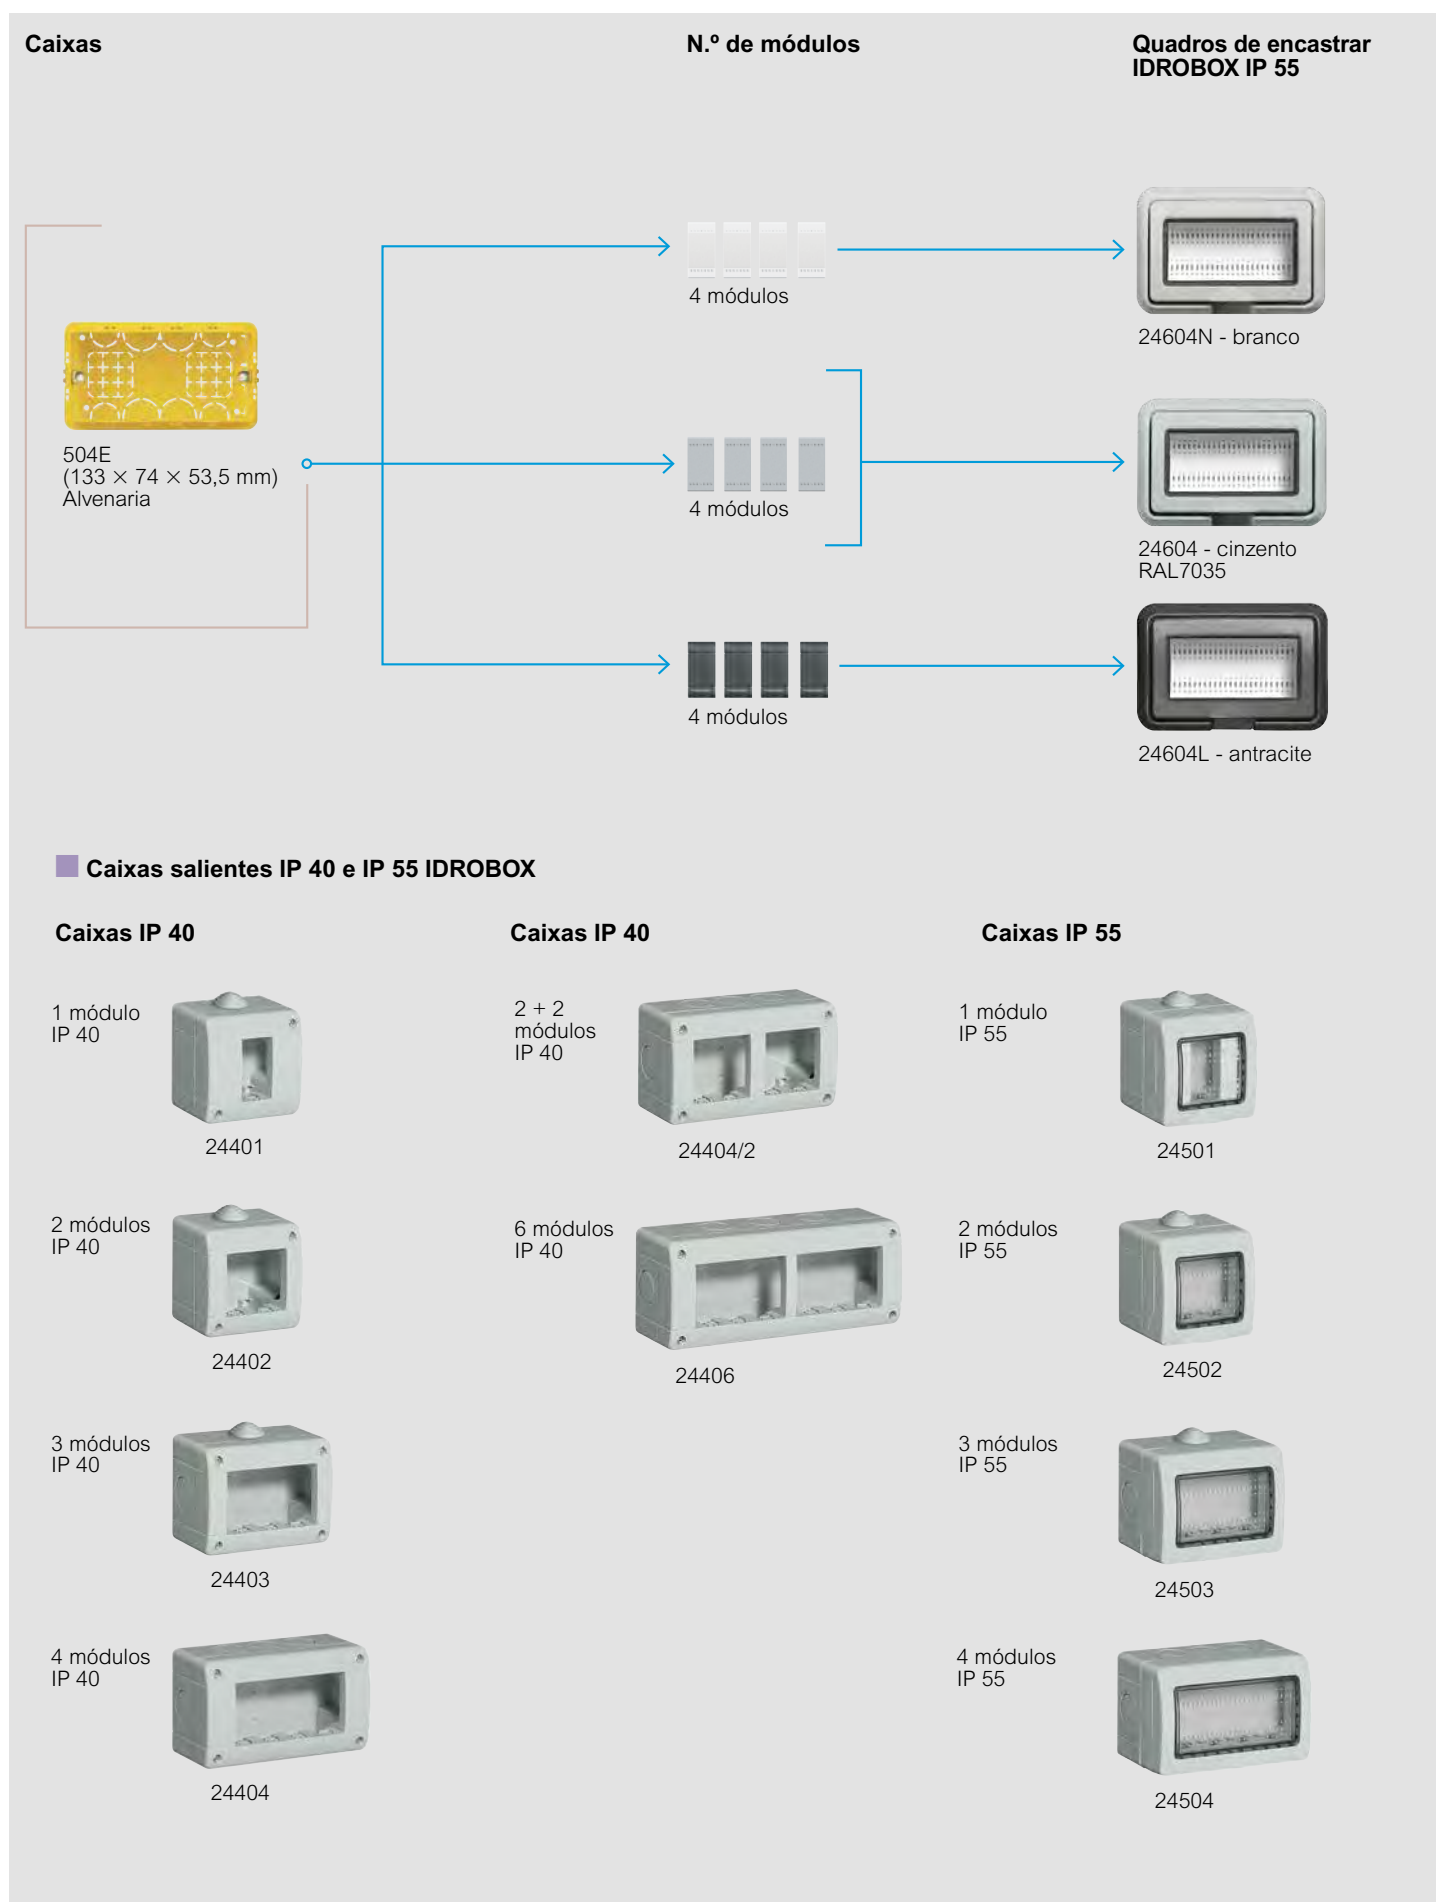 Caixas
N.º de módulos
Quadros de encastrar
IDROBOX IP 55
504E
(133 × 74 × 53,5 mm)
Alvenaria
4 módulos
24604N - branco
4 módulos
24604 - cinzento
RAL7035
4 módulos
24604L - antracite
Caixas salientes IP 40 e IP 55 IDROBOX
Caixas IP 40
1 módulo
IP 40
24401
2 módulos
IP 40
24402
3 módulos
IP 40
24403
4 módulos
IP 40
24404
Caixas IP 40
2 + 2
módulos
IP 40
24404/2
6 módulos
IP 40
24406
Caixas IP 55
1 módulo
IP 55
24501
2 módulos
IP 55
24502
3 módulos
IP 55
24503
4 módulos
IP 55
24504